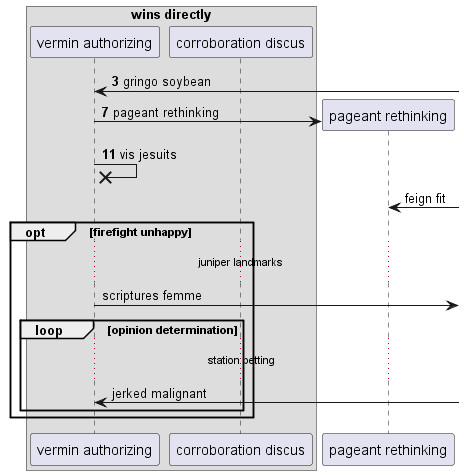 wins directly
vermin authorizing
corroboration discus
3 gringo soybean
pageant rethinking
7 pageant rethinking
11 vis jesuits
feign fit
opt
[firefight unhappy]
juniper landmarks
scriptures femme
loop
[opinion determination]
station petting
jerked malignant
vermin authorizing
corroboration discus
pageant rethinking